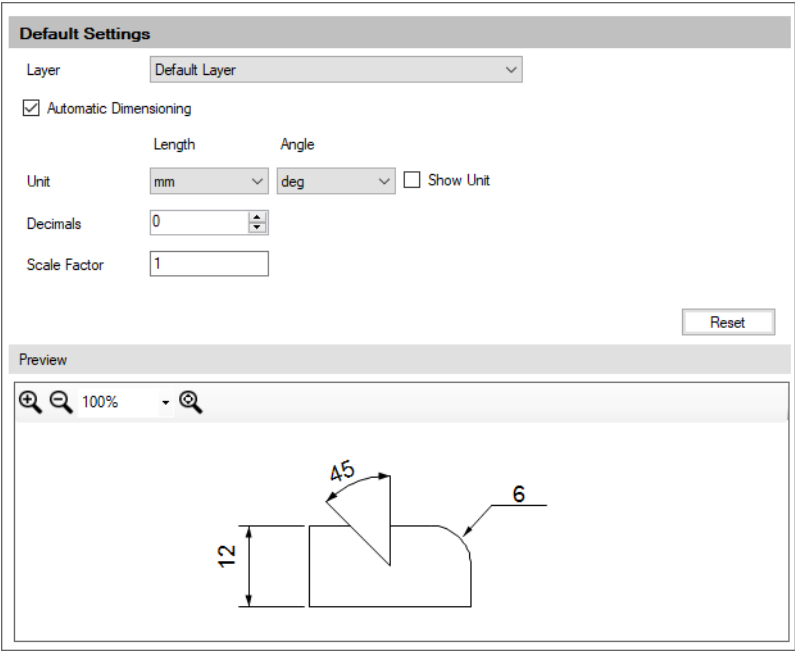 Default Settings
Layer Default Layer
Automatic Dimensioning
Length Angle
Unit mm deg Show Unit
Decimals 0
Scale Factor 1
Reset
Preview
100%
45
6
12